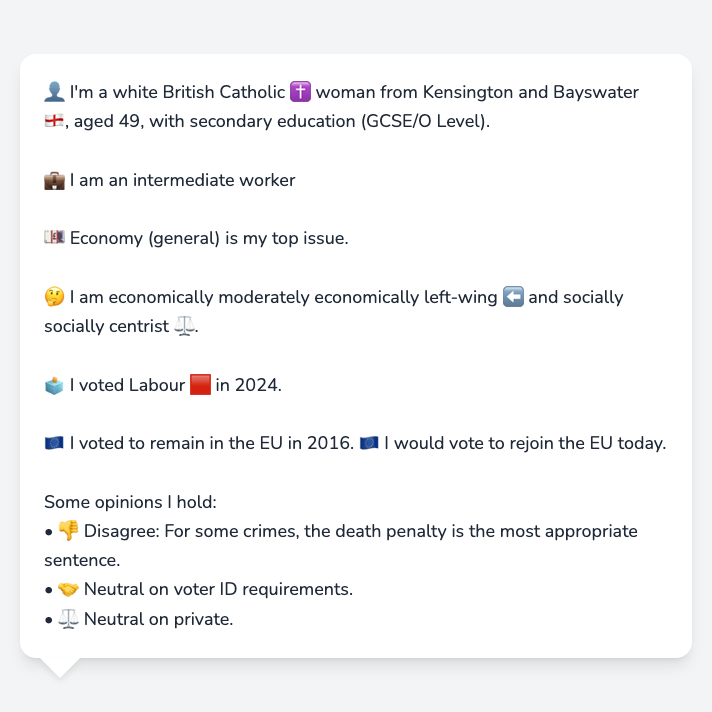 👤 I'm a white British Catholic ✝️ woman from Kensington and Bayswater
🏴󠁧󠁢󠁥󠁮󠁧󠁿, aged 49, with secondary education (GCSE/O Level).
💼 I am an intermediate worker
💷 Economy (general) is my top issue.
🤔 I am economically moderately economically left-wing ⬅️ and socially
socially centrist ⚖️.
🗳️ I voted Labour 🟥 in 2024.
🇪🇺 I voted to remain in the EU in 2016. 🇪🇺 I would vote to rejoin the EU today.
Some opinions I hold:
• 👎 Disagree: For some crimes, the death penalty is the most appropriate
sentence.
• 🤝 Neutral on voter ID requirements.
• ⚖️ Neutral on private.